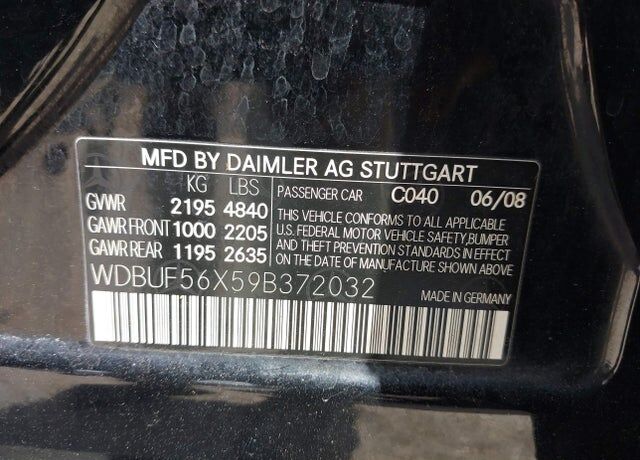 MFD BY DAIMLER AG STUTTGART
KG LBS PASSENGER CAR C040 06/08
GVWR 2195 4840 THIS VEHICLE CONFORMS TO ALL APPLICABLE
GAWR FRONT 1000 2205 U.S. FEDERAL MOTOR VEHICLE SAFETY,BUMPER
GAWR REAR 1195 2635 AND THEFT PREVENTION STANDARDS IN EFFECT
ON THE DATE OF MANUFACTURE SHOWN ABOVE.
WDBUF56X59B372032 MADE IN GERMANY